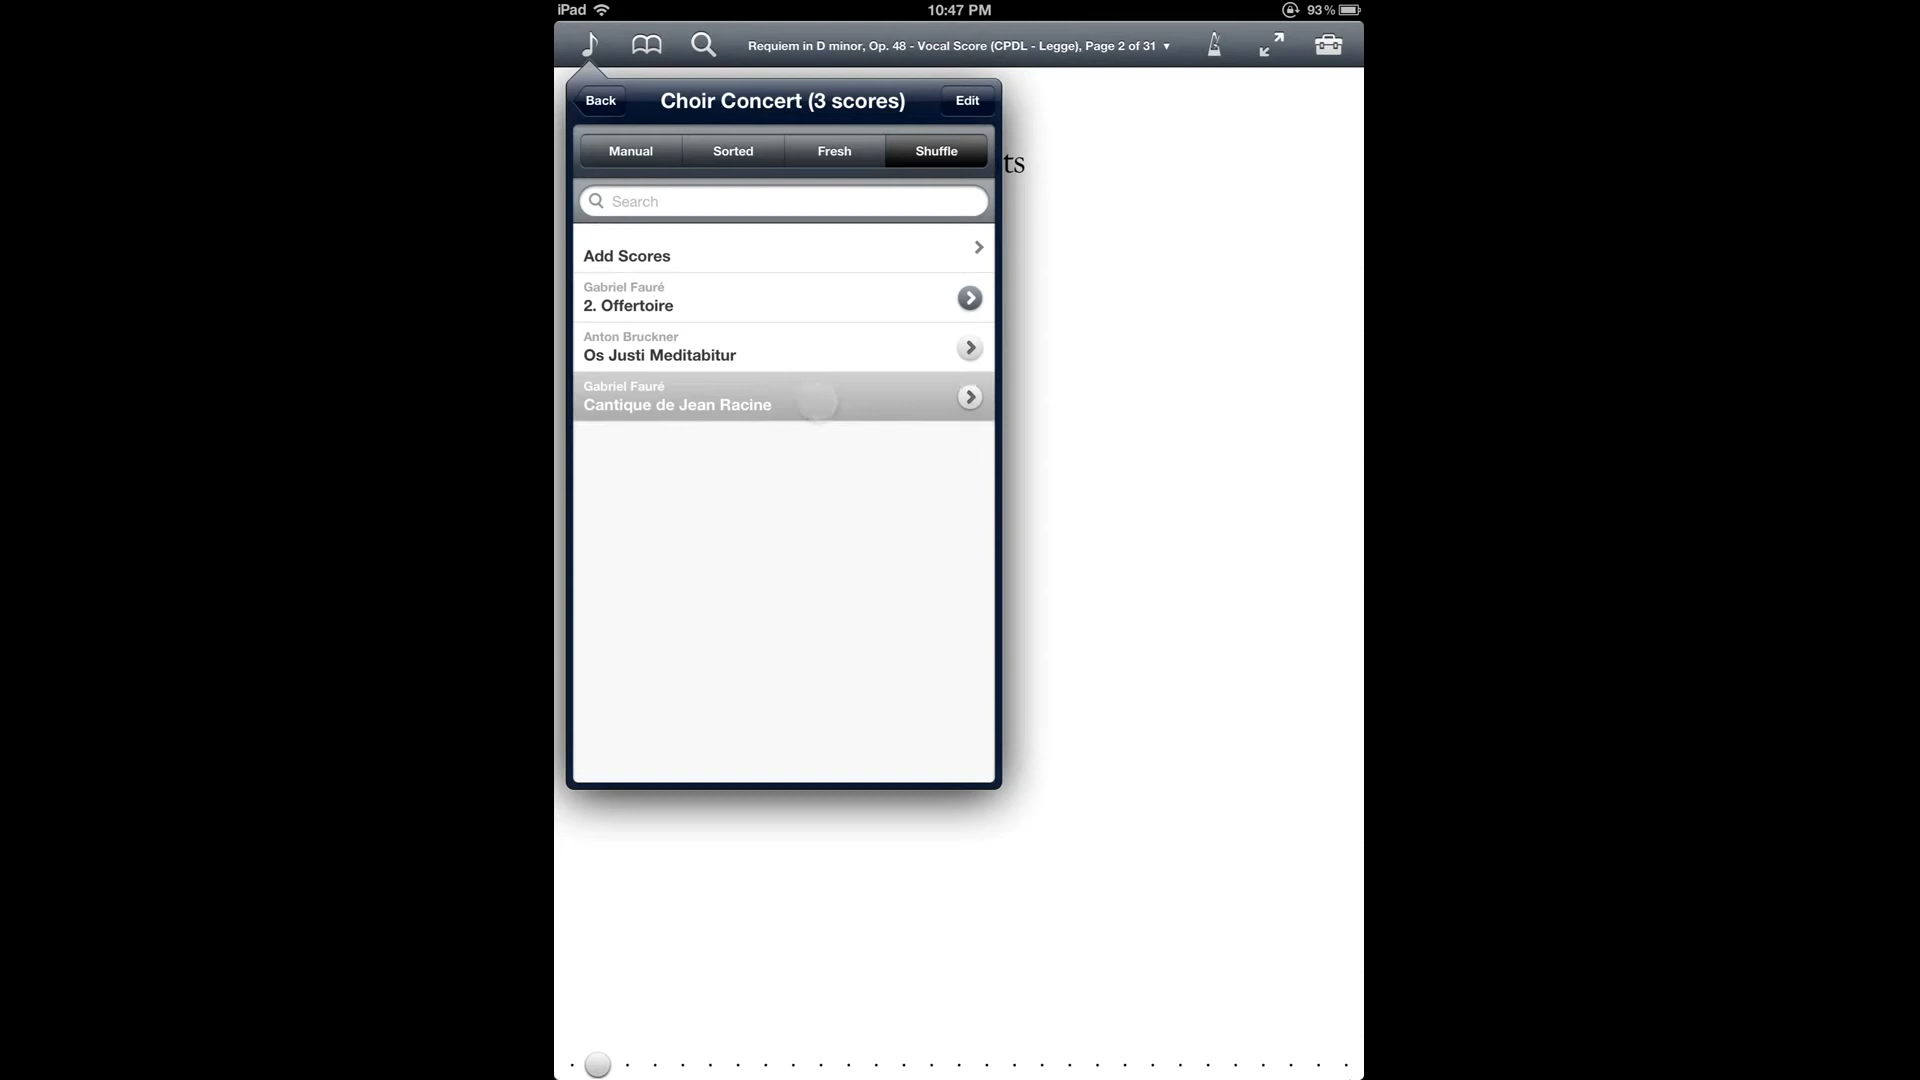 iPad 10:47 PM 93%
Requiem in D minor, Op. 48 - Vocal Score (CPDL - Legge), Page 2 of 31 ▼
Back Choir Concert (3 scores) Edit
Manual Sorted Fresh Shuffle
ts
Search
Add Scores
Gabriel Fauré
2. Offertoire
Anton Bruckner
Os Justi Meditabitur
Gabriel Fauré
Cantique de Jean Racine